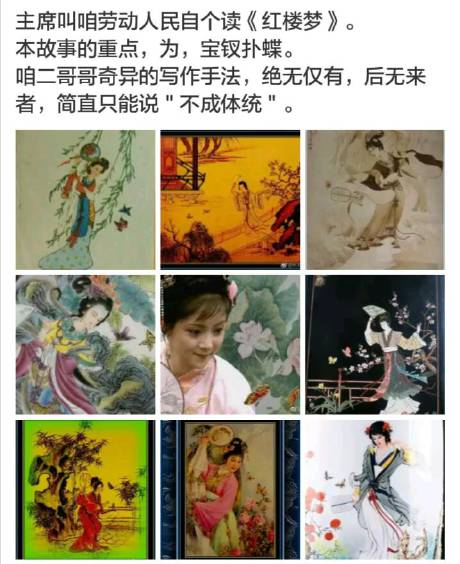 主席叫咱劳动人民自个读《红楼梦》。
本故事的重点，为，宝钗扑蝶。
咱二哥哥奇异的写作手法，绝无仅有，后无来
者，简直只能说＂不成体统＂。